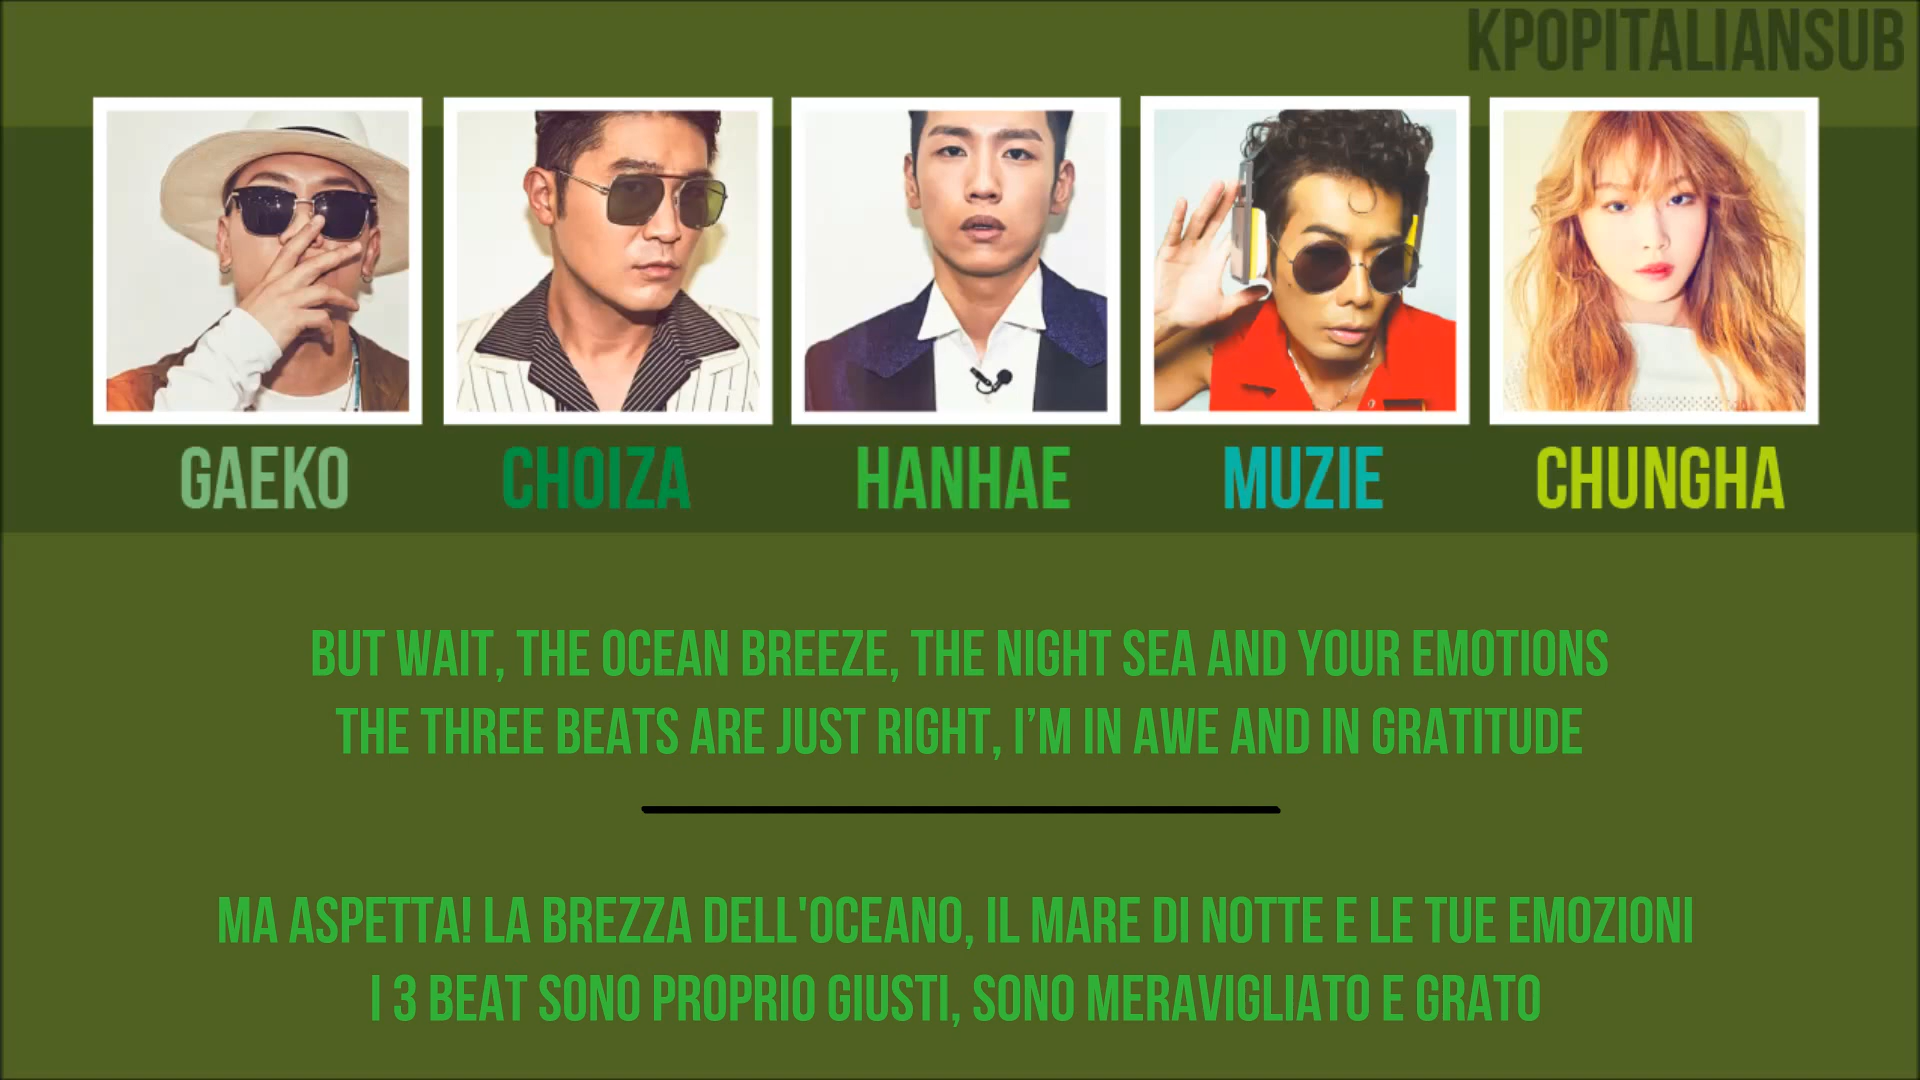 KPOPITALIANSUB
GAEKO CHOIZA HANHAE MUZIE CHUNGHA
BUT WAIT, THE OCEAN BREEZE, THE NIGHT SEA AND YOUR EMOTIONS
THE THREE BEATS ARE JUST RIGHT, I’M IN AWE AND IN GRATITUDE
MA ASPETTA! LA BREZZA DELL'OCEANO, IL MARE DI NOTTE E LE TUE EMOZIONI
I 3 BEAT SONO PROPRIO GIUSTI, SONO MERAVIGLIATO E GRATO